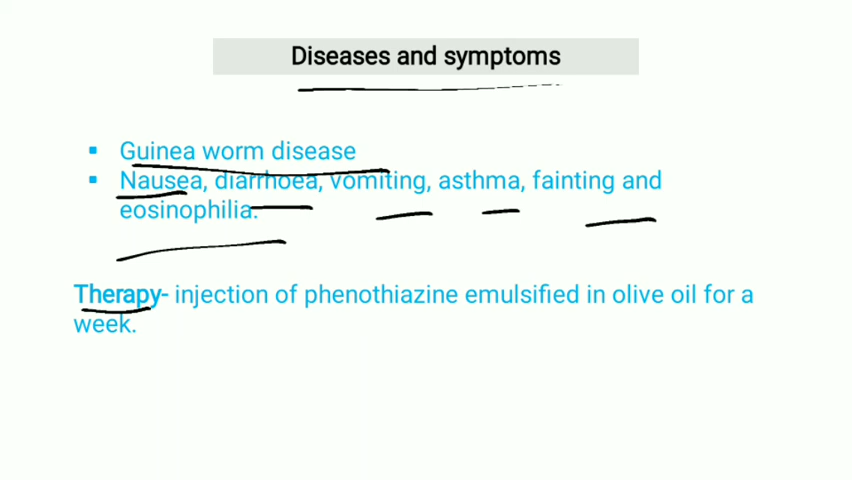 Diseases and symptoms
▪ Guinea worm disease
▪ Nausea, diarrhoea, vomiting, asthma, fainting and
eosinophilia.
Therapy- injection of phenothiazine emulsified in olive oil for a
week.